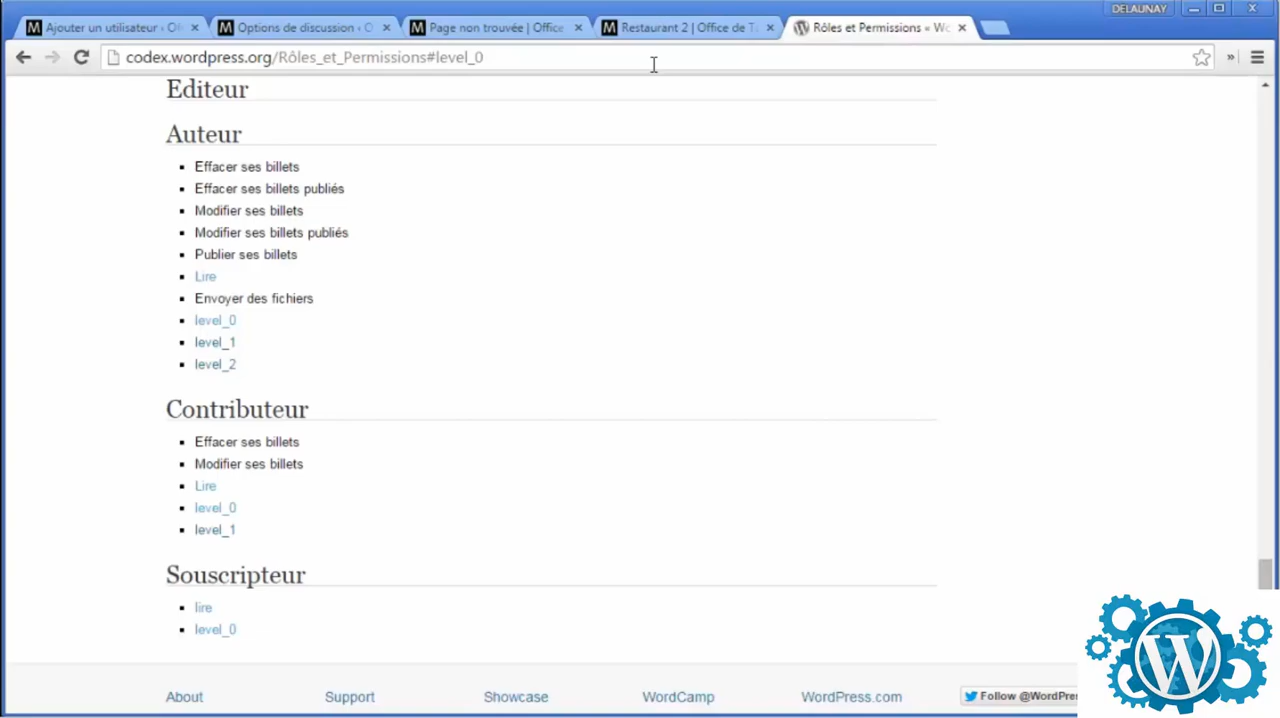 DELAUNAY
Ajouter un utilisateur ‹ Of
Options de discussion ‹ O
Page non trouvée | Office
Restaurant 2 | Office de T
Rôles et Permissions « Wo
codex.wordpress.org/Rôles_et_Permissions#level_0
Editeur
Auteur
Effacer ses billets
Effacer ses billets publiés
Modifier ses billets
Modifier ses billets publiés
Publier ses billets
Lire
Envoyer des fichiers
level_0
level_1
level_2
Contributeur
Effacer ses billets
Modifier ses billets
Lire
level_0
level_1
Souscripteur
lire
level_0
About Support Showcase WordCamp WordPress.com Follow @WordPres